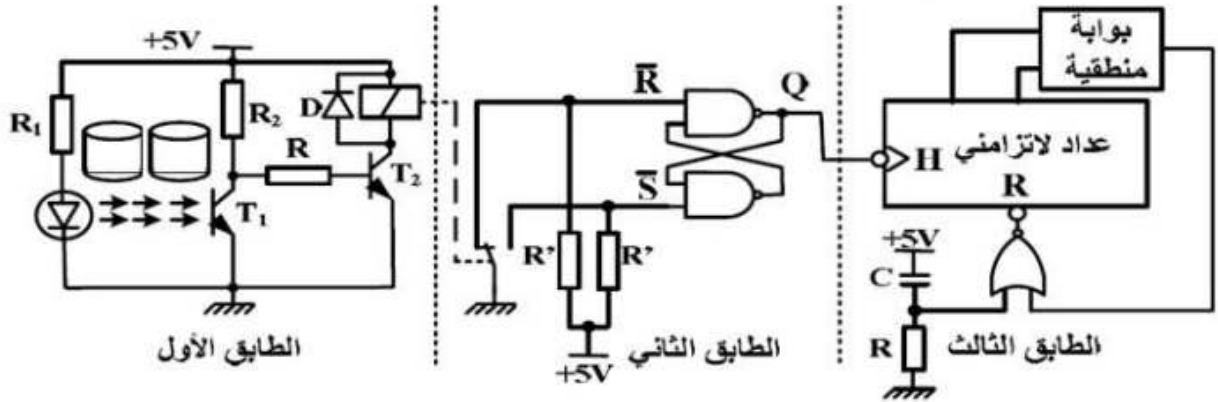 +5V
R₁
R₂
D
R
T₂
T₁
الطابق الأول
R̅
Q
S̅
R’
R’
+5V
الطابق الثاني
بوابة
منطقية
عداد لاتزامني
H
R
+5V
C
R
الطابق الثالث